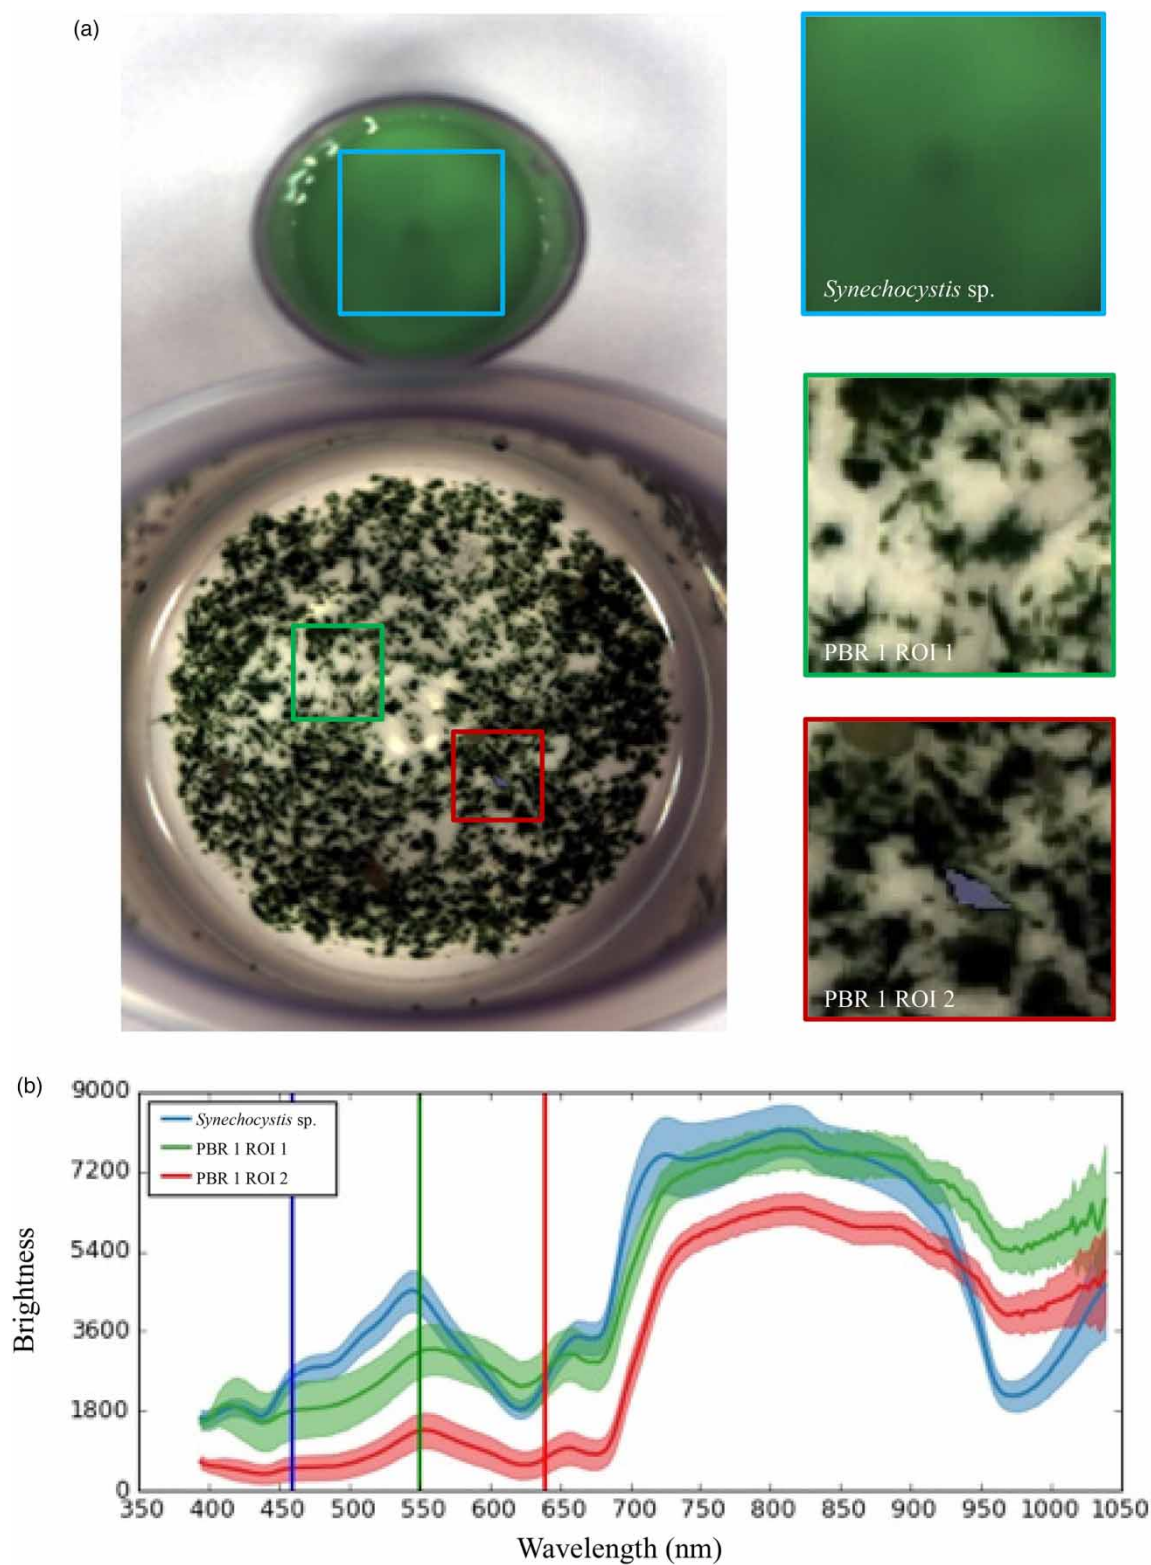 (a)
Synechocystis sp.
PBR 1 ROI 1
PBR 1 ROI 2
(b)
9000
7200
5400
3600
1800
0
Brightness
Synechocystis sp.
PBR 1 ROI 1
PBR 1 ROI 2
350 400 450 500 550 600 650 700 750 800 850 900 950 1000 1050
Wavelength (nm)